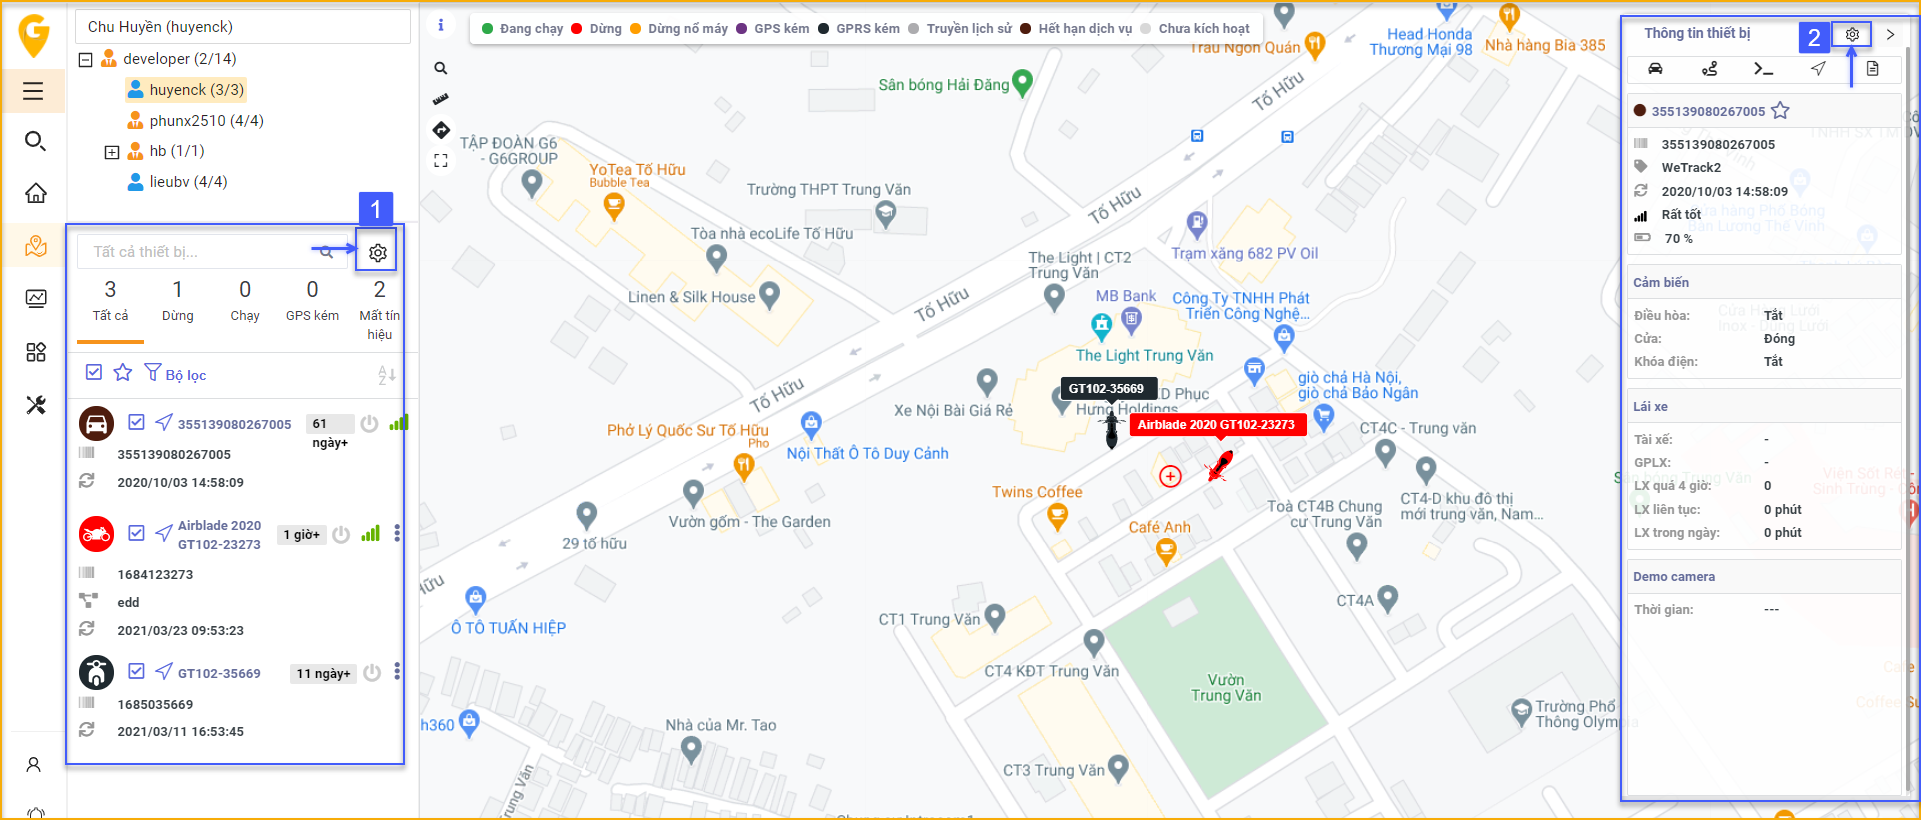 Chu Huyền (huyenck)
developer (2/14)
huyenck (3/3)
phunx2510 (4/4)
hb (1/1)
lieubv (4/4)
1
Tất cả thiết bị...
3
1
0
0
2
Tất cả
Dừng
Chạy
GPS kém
Mất tín
hiệu
Bộ lọc
355139080267005
61
ngày+
355139080267005
2020/10/03 14:58:09
Airblade 2020
GT102-23273
1 giờ+
1684123273
edd
2021/03/23 09:53:23
GT102-35669
11 ngày+
1685035669
2021/03/11 16:53:45
Đang chạy
Dừng
Dừng nổ máy
GPS kém
GPRS kém
Truyền lịch sử
Hết hạn dịch vụ
Chưa kích hoạt
Trâu Ngon Quán
Head Honda
Thương Mại 98
Nhà hàng Bia 385
Sân bóng Hải Đăng
Tố Hữu
TẬP ĐOÀN G6
- G6GROUP
YoTea Tố Hữu
Bubble Tea
Trường THPT Trung Văn
Tố Hữu
Tòa nhà ecoLife Tố Hữu
Trạm xăng 682 PV Oil
The Light | CT2
Trung Văn
Linen & Silk House
Tố Hữu
MB Bank
Công Ty TNHH Phát
Triển Công Nghệ...
The Light Trung Văn
Tố Hữu
GT102-35669
D Phục
Hưng Holdings
giò chả Hà Nội,
giò chả Bảo Ngân
Xe Nội Bài Giá Rẻ
Airblade 2020 GT102-23273
Phở Lý Quốc Sư Tố Hữu
Pho
CT4C - Trung văn
Nội Thất Ô Tô Duy Cảnh
Twins Coffee
CT4-D khu đô thị
mới trung văn, Nam...
Toà CT4B Chung
cư Trung Văn
Vườn gốm - The Garden
Café Anh
29 tố hữu
Hữu
CT4A
CT1 Trung Văn
Ô TÔ TUẤN HIỆP
CT4 KĐT Trung Văn
Vườn
Trung Văn
Trường Phổ
Thông Olympia
h360
Nhà của Mr. Tao
CT3 Trung Văn
Trung Văn
Thông tin thiết bị
2
355139080267005
355139080267005
WeTrack2
2020/10/03 14:58:09
Rất tốt
70 %
Cảm biến
Điều hòa:
Tắt
Cửa:
Đóng
Khóa điện:
Tắt
Lái xe
Tài xế:
-
GPLX:
-
LX quá 4 giờ:
0
LX liên tục:
0 phút
LX trong ngày:
0 phút
Demo camera
Thời gian:
---